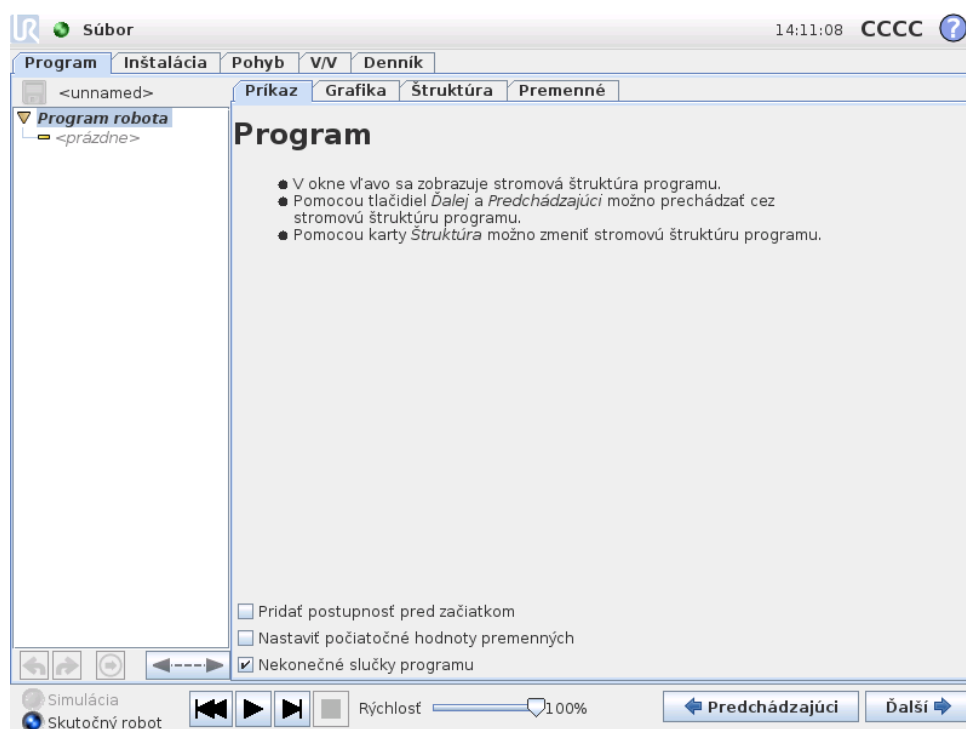 UR Súbor 14:11:08 CCCC ?
Program Inštalácia Pohyb V/V Denník
<unnamed>
Príkaz Grafika Štruktúra Premenné
Program robota
<prázdne>
Program
V okne vľavo sa zobrazuje stromová štruktúra programu.
Pomocou tlačidiel Ďalej a Predchádzajúci možno prechádzať cez
stromovú štruktúru programu.
Pomocou karty Štruktúra možno zmeniť stromovú štruktúru programu.
Pridať postupnosť pred začiatkom
Nastaviť počiatočné hodnoty premenných
Nekonečné slučky programu
Simulácia
Skutočný robot
Rýchlosť 100%
Predchádzajúci
Ďalší